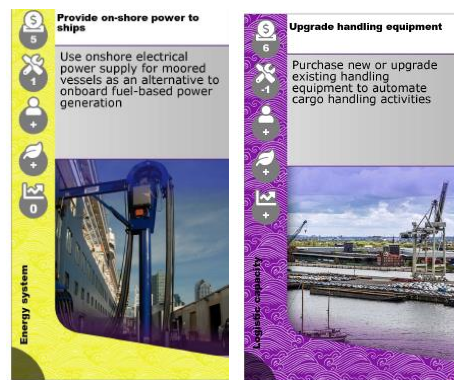 Provide on-shore power to
ships
5
1
+
+
0
Use onshore electrical
power supply for moored
vessels as an alternative to
onboard fuel-based power
generation
Energy system
Upgrade handling equipment
6
-1
+
+
+
Purchase new or upgrade
existing handling
equipment to automate
cargo handling activities
Logistic capacity